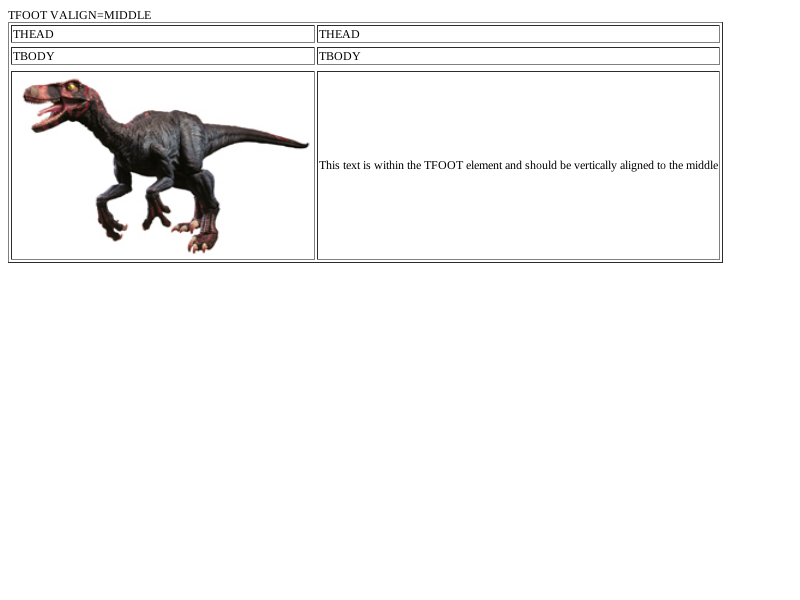 TFOOT VALIGN=MIDDLE
THEAD THEAD
TBODY TBODY
This text is within the TFOOT element and should be vertically aligned to the middle